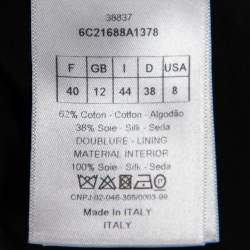 38837
6C21688A1378
F GB I D USA
40 12 44 38 8
62% Cotton - Cotton - Algodão
38% Soie - Silk - Seda
DOUBLURE - LINING
MATERIAL INTERIOR
100% Soie - Silk - Seda
CNPJ-02-046-305/0003-99
Made in ITALY
ITALY